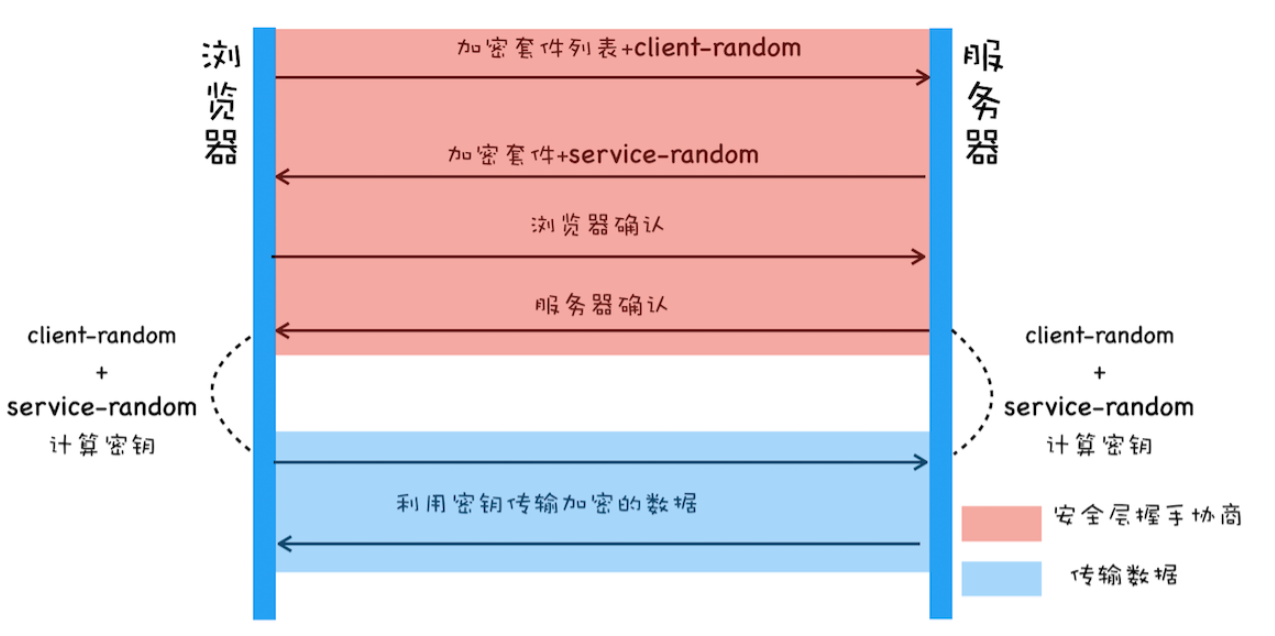 浏览器
服务器
加密套件列表+client-random
加密套件+service-random
浏览器确认
服务器确认
client-random
+
service-random
计算密钥
client-random
+
service-random
计算密钥
利用密钥传输加密的数据
安全层握手协商
传输数据